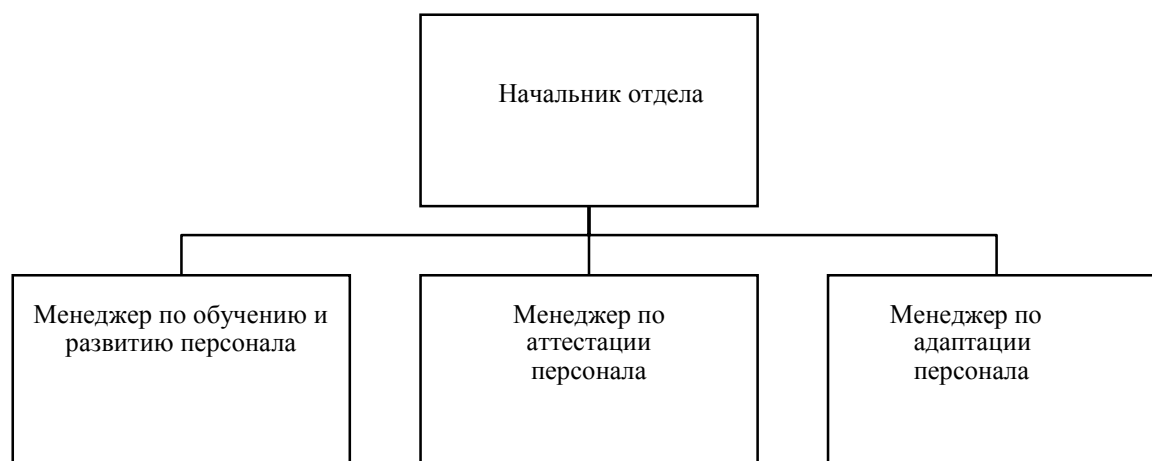 Начальник отдела
Менеджер по обучению и
развитию персонала
Менеджер по
аттестации
персонала
Менеджер по
адаптации
персонала